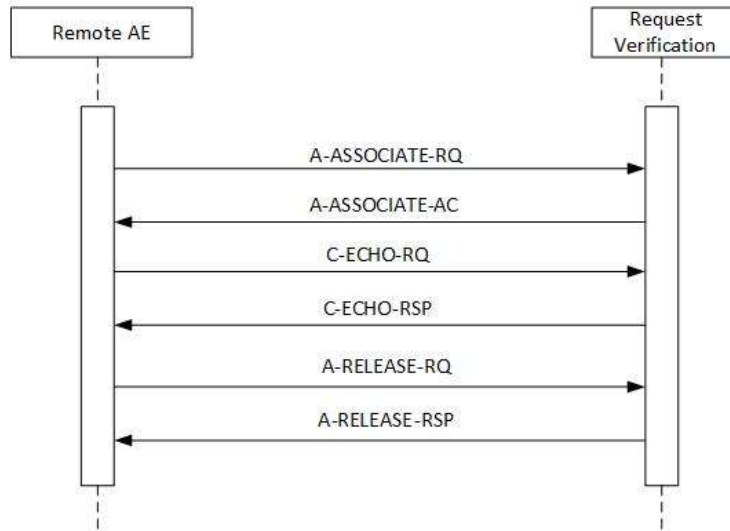 Remote AE
Request
Verification
A-ASSOCIATE-RQ
A-ASSOCIATE-AC
C-ECHO-RQ
C-ECHO-RSP
A-RELEASE-RQ
A-RELEASE-RSP